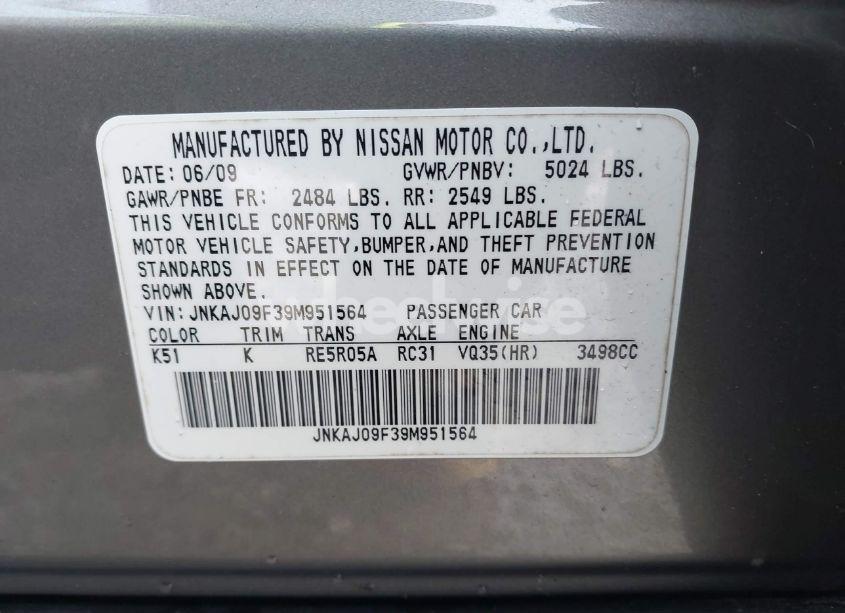 MANUFACTURED BY NISSAN MOTOR CO.,LTD.
DATE: 06/09 GVWR/PNBV: 5024 LBS.
GAWR/PNBE FR: 2484 LBS. RR: 2549 LBS.
THIS VEHICLE CONFORMS TO ALL APPLICABLE FEDERAL
MOTOR VEHICLE SAFETY,BUMPER,AND THEFT PREVENTION
STANDARDS IN EFFECT ON THE DATE OF MANUFACTURE
SHOWN ABOVE.
VIN:JNKAJ09F39M951564 PASSENGER CAR
COLOR TRIM TRANS AXLE ENGINE
K51 K RE5R05A RC31 VQ35(HR) 3498CC
JNKAJ09F39M951564